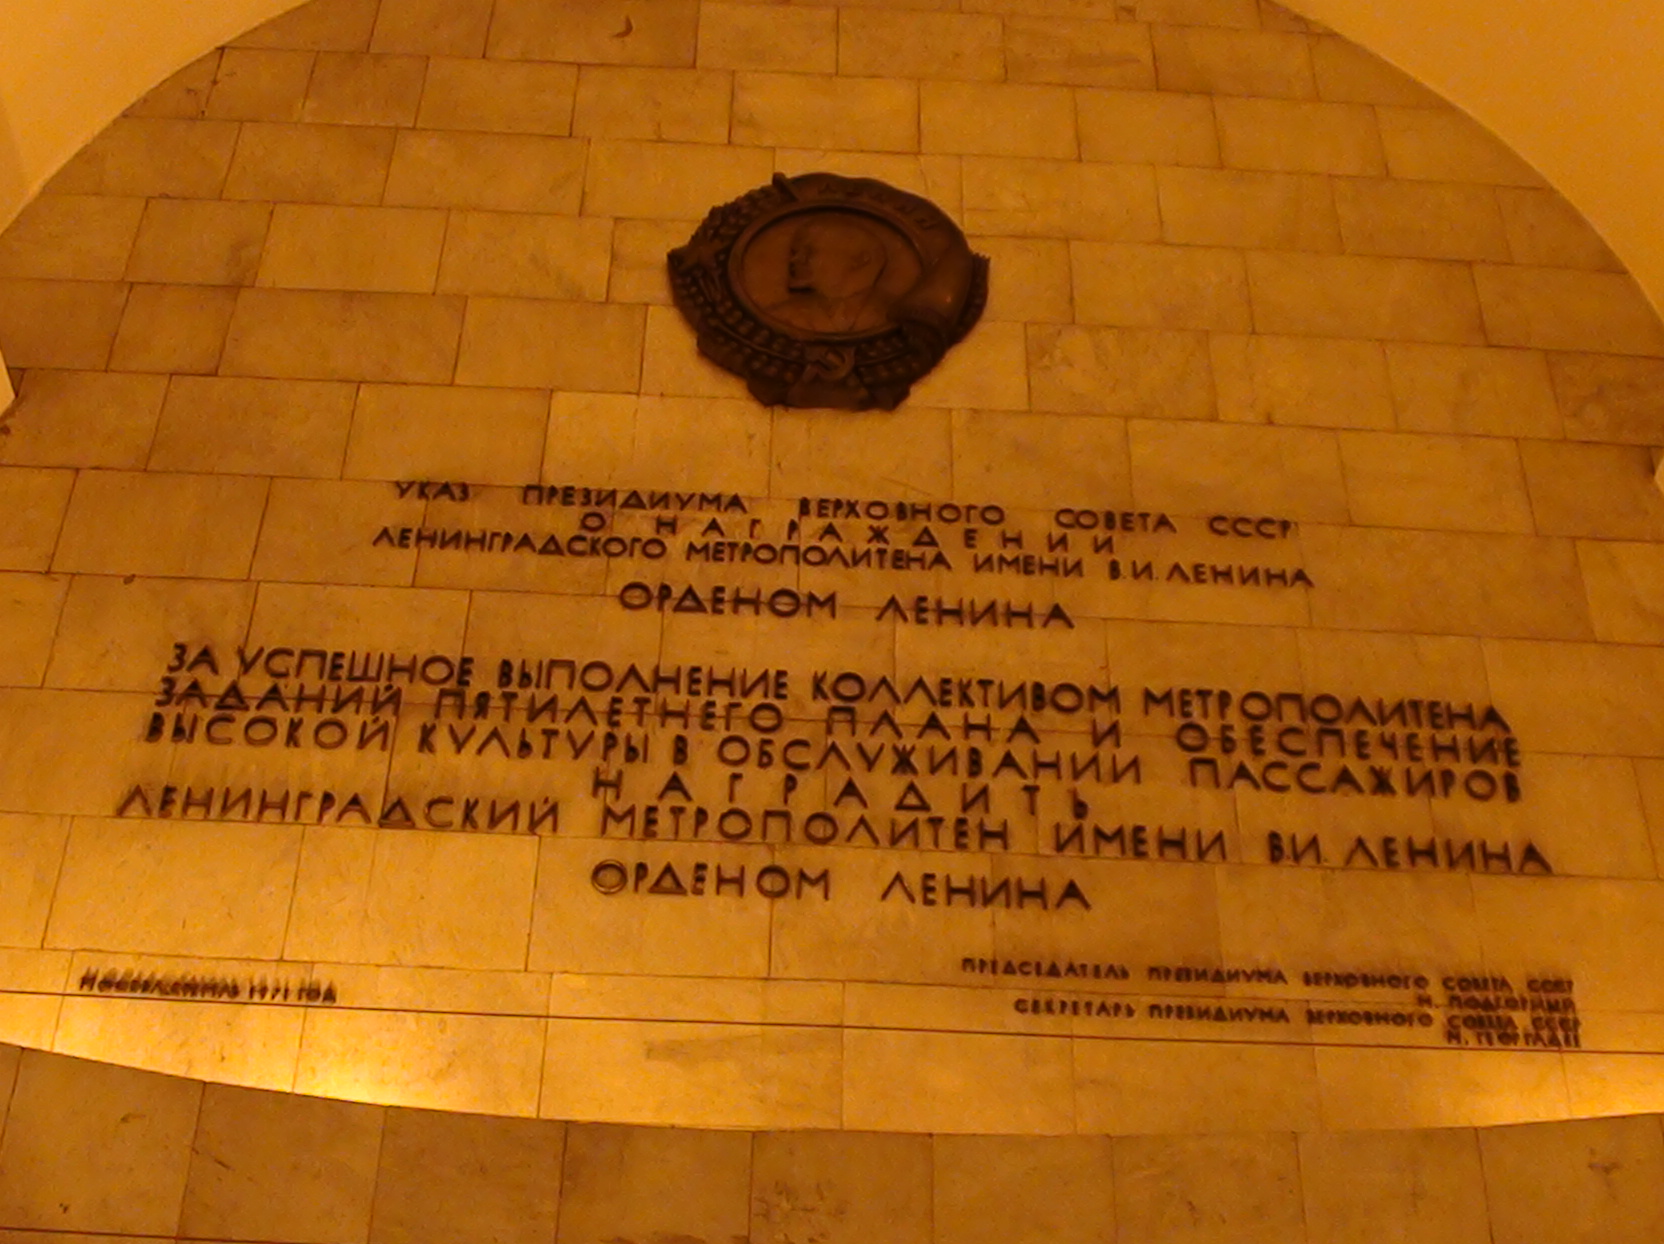 УКАЗ ПРЕЗИДИУМА ВЕРХОВНОГО СОВЕТА СССР
О НАГРАЖДЕНИИ
ЛЕНИНГРАДСКОГО МЕТРОПОЛИТЕНА ИМЕНИ В.И.ЛЕНИНА
ОРДЕНОМ ЛЕНИНА
ЗА УСПЕШНОЕ ВЫПОЛНЕНИЕ КОЛЛЕКТИВОМ МЕТРОПОЛИТЕНА
ЗАДАНИЙ ПЯТИЛЕТНЕГО ПЛАНА И ОБЕСПЕЧЕНИЕ
ВЫСОКОЙ КУЛЬТУРЫ В ОБСЛУЖИВАНИИ ПАССАЖИРОВ
НАГРАДИТЬ
ЛЕНИНГРАДСКИЙ МЕТРОПОЛИТЕН ИМЕНИ В.И.ЛЕНИНА
ОРДЕНОМ ЛЕНИНА
ПРЕДСЕДАТЕЛЬ ПРЕЗИДИУМА ВЕРХОВНОГО СОВЕТА СССР
Н. ПОДГОРНЫЙ
СЕКРЕТАРЬ ПРЕЗИДИУМА ВЕРХОВНОГО СОВЕТА СССР
М. ГЕОРГАДЗЕ
ГОД